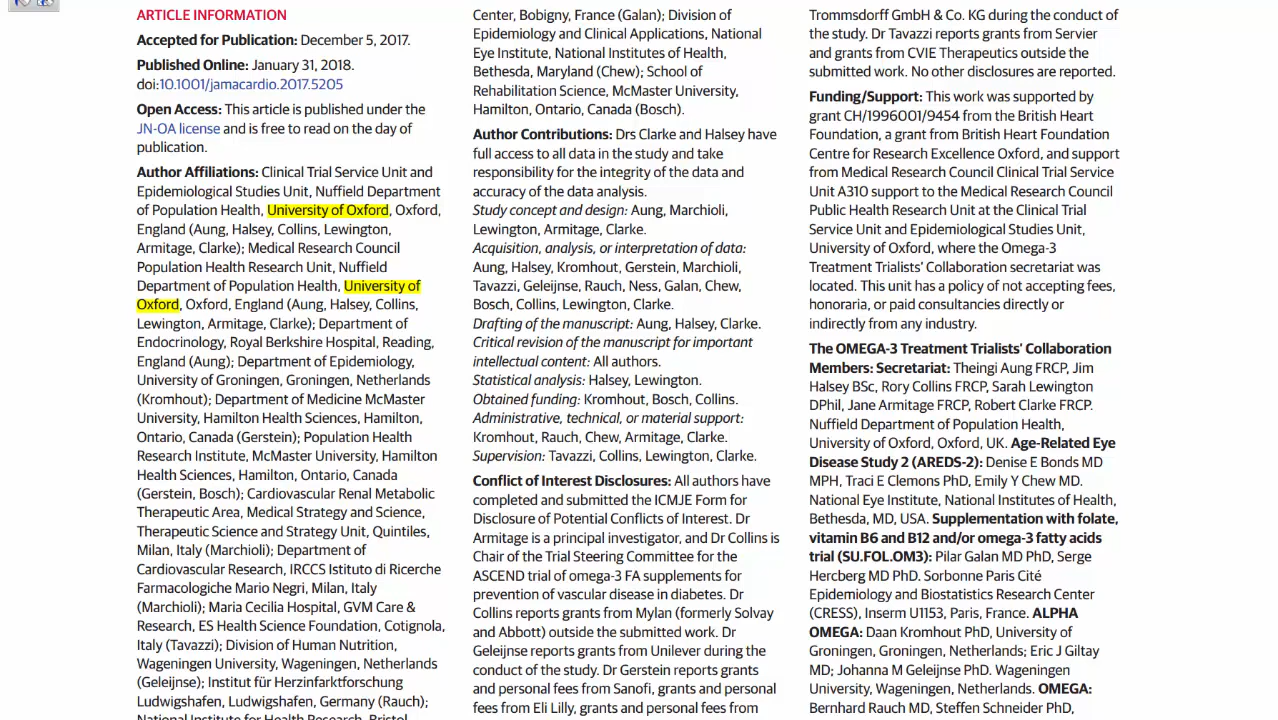 ARTICLE INFORMATION
Accepted for Publication: December 5, 2017.
Published Online: January 31, 2018.
doi:10.1001/jamacardio.2017.5205
Open Access: This article is published under the
JN-OA license and is free to read on the day of
publication.
Author Affiliations: Clinical Trial Service Unit and
Epidemiological Studies Unit, Nuffield Department
of Population Health, University of Oxford, Oxford,
England (Aung, Halsey, Collins, Lewington,
Armitage, Clarke); Medical Research Council
Population Health Research Unit, Nuffield
Department of Population Health, University of
Oxford, Oxford, England (Aung, Halsey, Collins,
Lewington, Armitage, Clarke); Department of
Endocrinology, Royal Berkshire Hospital, Reading,
England (Aung); Department of Epidemiology,
University of Groningen, Groningen, Netherlands
(Kromhout); Department of Medicine McMaster
University, Hamilton Health Sciences, Hamilton,
Ontario, Canada (Gerstein); Population Health
Research Institute, McMaster University, Hamilton
Health Sciences, Hamilton, Ontario, Canada
(Gerstein, Bosch); Cardiovascular Renal Metabolic
Therapeutic Area, Medical Strategy and Science,
Therapeutic Science and Strategy Unit, Quintiles,
Milan, Italy (Marchioli); Department of
Cardiovascular Research, IRCCS Istituto di Ricerche
Farmacologiche Mario Negri, Milan, Italy
(Marchioli); Maria Cecilia Hospital, GVM Care &
Research, ES Health Science Foundation, Cotignola,
Italy (Tavazzi); Division of Human Nutrition,
Wageningen University, Wageningen, Netherlands
(Geleijnse); Institut für Herzinfarktforschung
Ludwigshafen, Ludwigshafen, Germany (Rauch);
National Institute for Health Research, Bristol
Center, Bobigny, France (Galan); Division of
Epidemiology and Clinical Applications, National
Eye Institute, National Institutes of Health,
Bethesda, Maryland (Chew); School of
Rehabilitation Science, McMaster University,
Hamilton, Ontario, Canada (Bosch).
Author Contributions: Drs Clarke and Halsey have
full access to all data in the study and take
responsibility for the integrity of the data and
accuracy of the data analysis.
Study concept and design: Aung, Marchioli,
Lewington, Armitage, Clarke.
Acquisition, analysis, or interpretation of data:
Aung, Halsey, Kromhout, Gerstein, Marchioli,
Tavazzi, Geleijnse, Rauch, Ness, Galan, Chew,
Bosch, Collins, Lewington, Clarke.
Drafting of the manuscript: Aung, Halsey, Clarke.
Critical revision of the manuscript for important
intellectual content: All authors.
Statistical analysis: Halsey, Lewington.
Obtained funding: Kromhout, Bosch, Collins.
Administrative, technical, or material support:
Kromhout, Rauch, Chew, Armitage, Clarke.
Supervision: Tavazzi, Collins, Lewington, Clarke.
Conflict of Interest Disclosures: All authors have
completed and submitted the ICMJE Form for
Disclosure of Potential Conflicts of Interest. Dr
Armitage is a principal investigator, and Dr Collins is
Chair of the Trial Steering Committee for the
ASCEND trial of omega-3 FA supplements for
prevention of vascular disease in diabetes. Dr
Collins reports grants from Mylan (formerly Solvay
and Abbott) outside the submitted work. Dr
Geleijnse reports grants from Unilever during the
conduct of the study. Dr Gerstein reports grants
and personal fees from Sanofi, grants and personal
fees from Eli Lilly, grants and personal fees from
Trommsdorff GmbH & Co. KG during the conduct of
the study. Dr Tavazzi reports grants from Servier
and grants from CVIE Therapeutics outside the
submitted work. No other disclosures are reported.
Funding/Support: This work was supported by
grant CH/1996001/9454 from the British Heart
Foundation, a grant from British Heart Foundation
Centre for Research Excellence Oxford, and support
from Medical Research Council Clinical Trial Service
Unit A310 support to the Medical Research Council
Public Health Research Unit at the Clinical Trial
Service Unit and Epidemiological Studies Unit,
University of Oxford, where the Omega-3
Treatment Trialists' Collaboration secretariat was
located. This unit has a policy of not accepting fees,
honoraria, or paid consultancies directly or
indirectly from any industry.
The OMEGA-3 Treatment Trialists' Collaboration
Members: Secretariat: Theingi Aung FRCP, Jim
Halsey BSc, Rory Collins FRCP, Sarah Lewington
DPhil, Jane Armitage FRCP, Robert Clarke FRCP.
Nuffield Department of Population Health,
University of Oxford, Oxford, UK. Age-Related Eye
Disease Study 2 (AREDS-2): Denise E Bonds MD
MPH, Traci E Clemons PhD, Emily Y Chew MD.
National Eye Institute, National Institutes of Health,
Bethesda, MD, USA. Supplementation with folate,
vitamin B6 and B12 and/or omega-3 fatty acids
trial (SU.FOL.OM3): Pilar Galan MD PhD, Serge
Hercberg MD PhD. Sorbonne Paris Cité
Epidemiology and Biostatistics Research Center
(CRESS), Inserm U1153, Paris, France. ALPHA
OMEGA: Daan Kromhout PhD, University of
Groningen, Groningen, Netherlands; Eric J Giltay
MD; Johanna M Geleijnse PhD. Wageningen
University, Wageningen, Netherlands. OMEGA:
Bernhard Rauch MD, Steffen Schneider PhD,